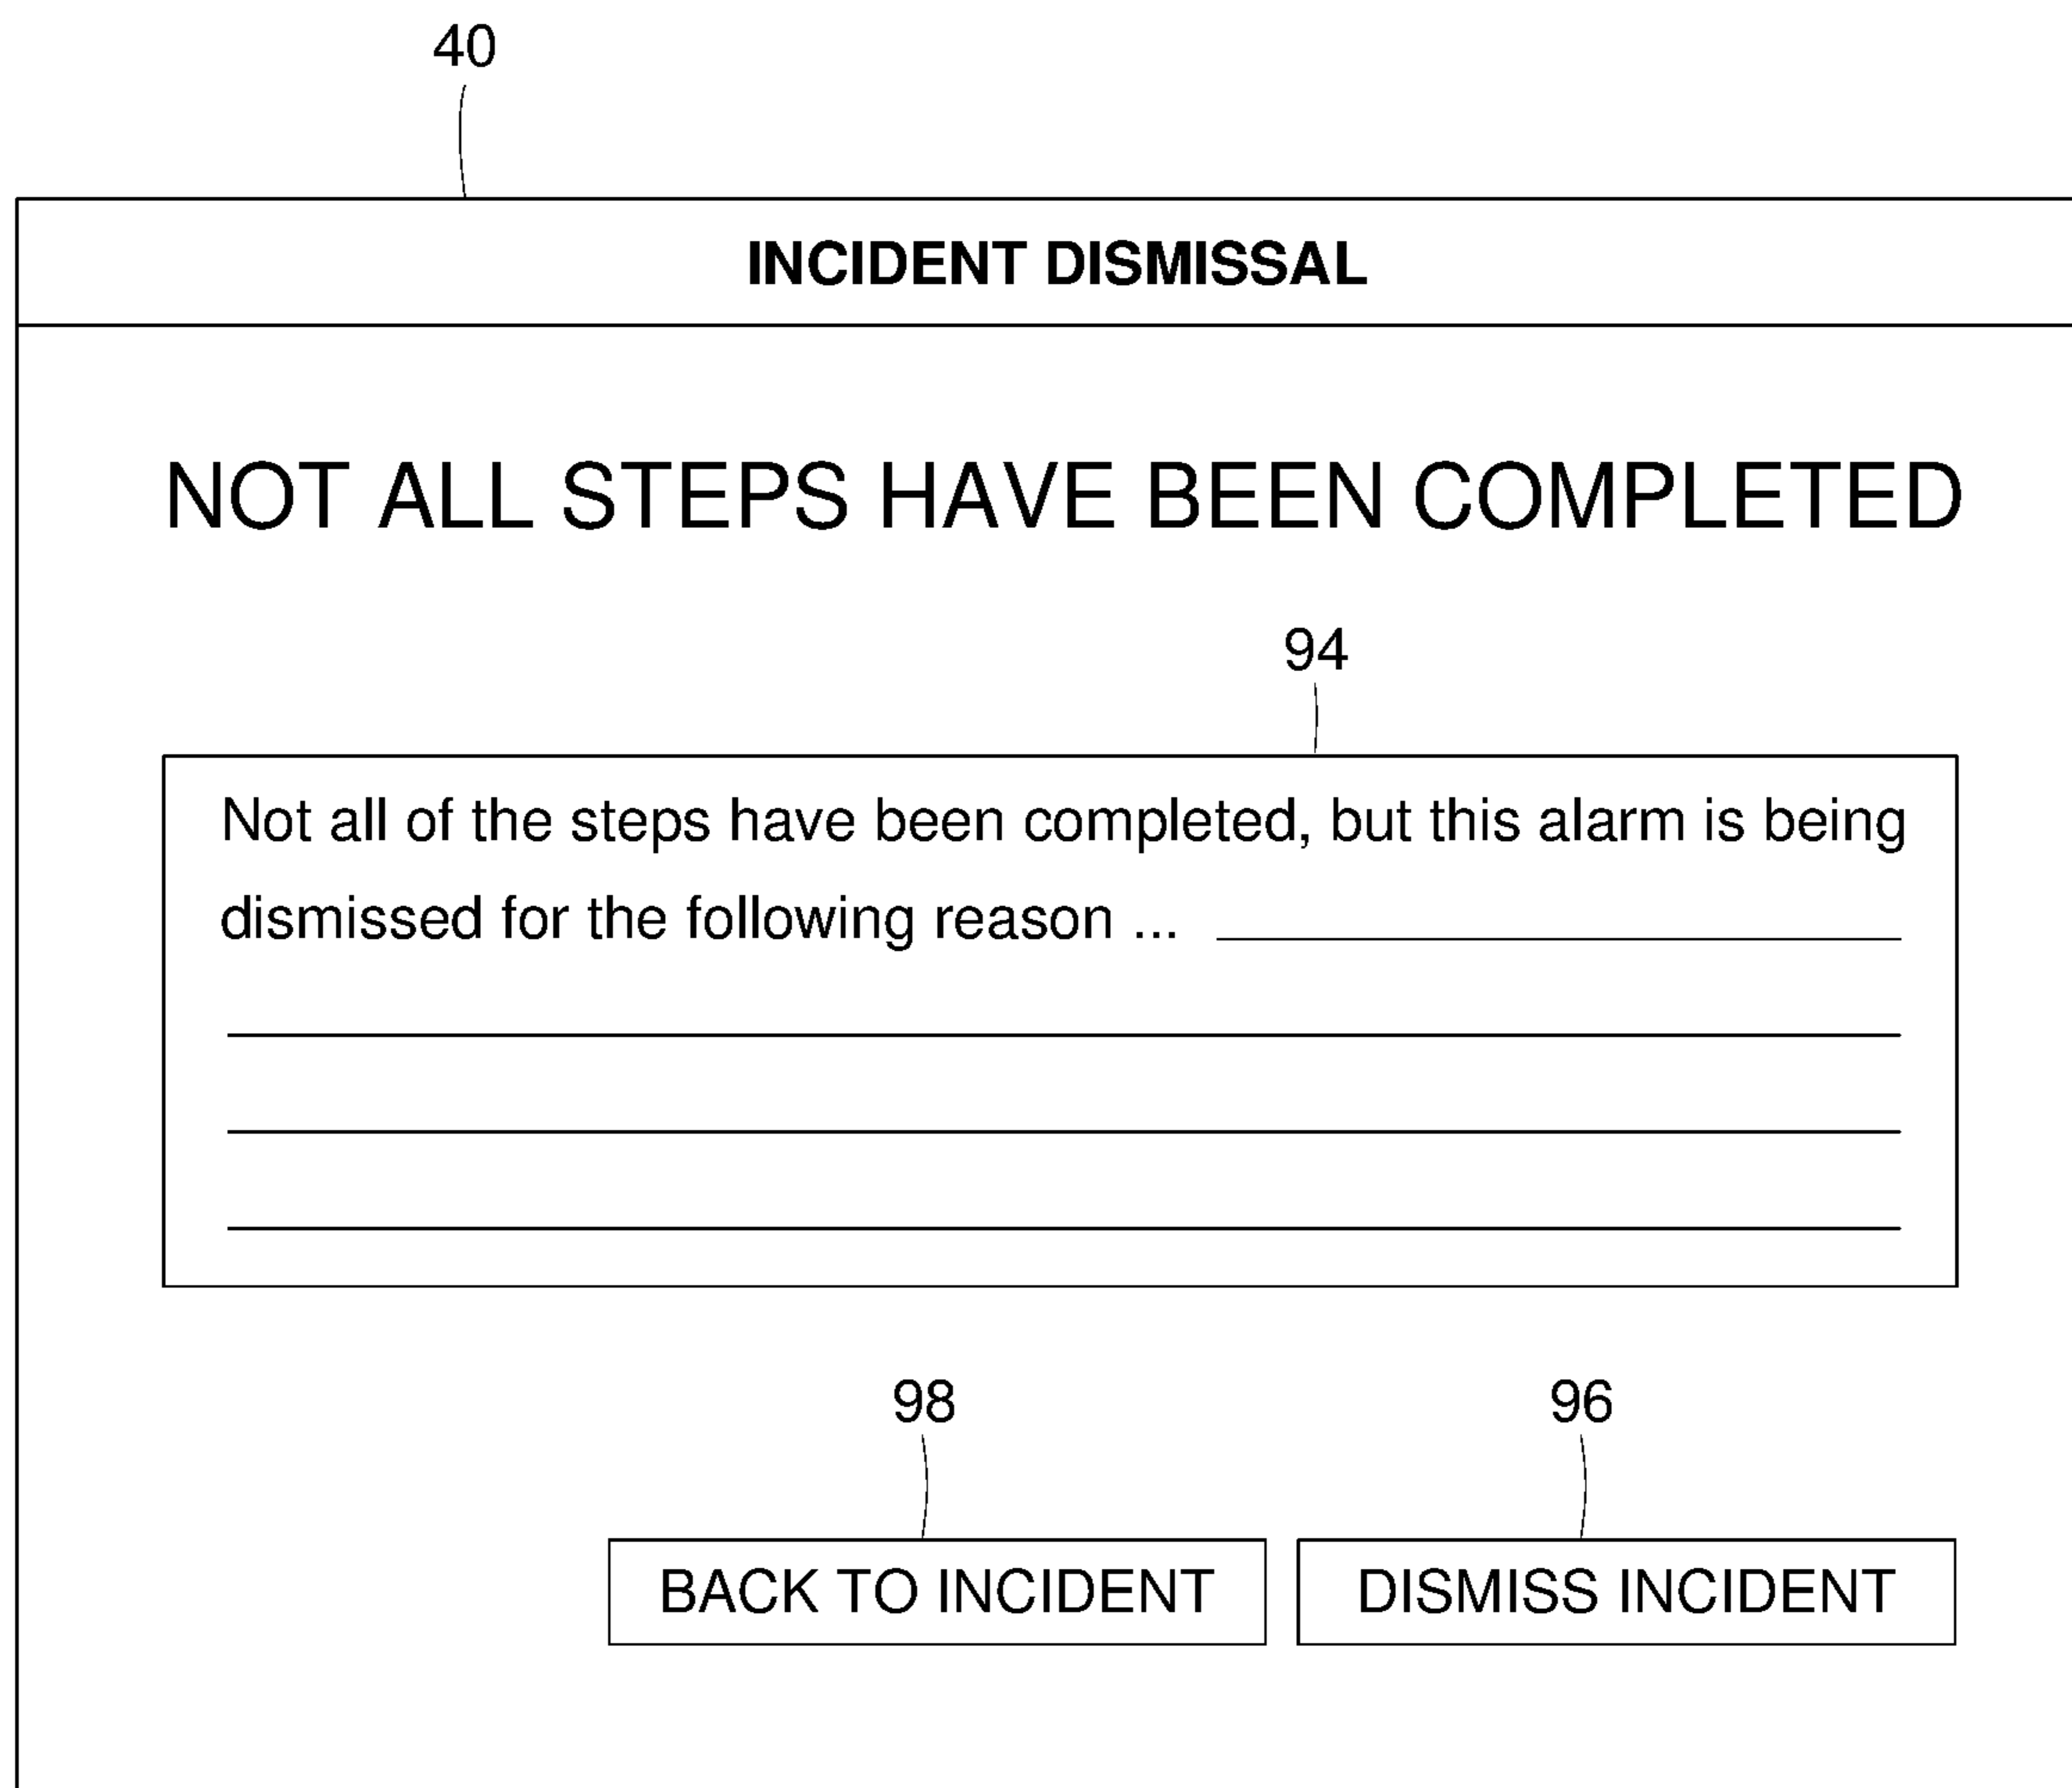 40
INCIDENT DISMISSAL
NOT ALL STEPS HAVE BEEN COMPLETED
94
Not all of the steps have been completed, but this alarm is being
dismissed for the following reason ...
98 96
BACK TO INCIDENT DISMISS INCIDENT